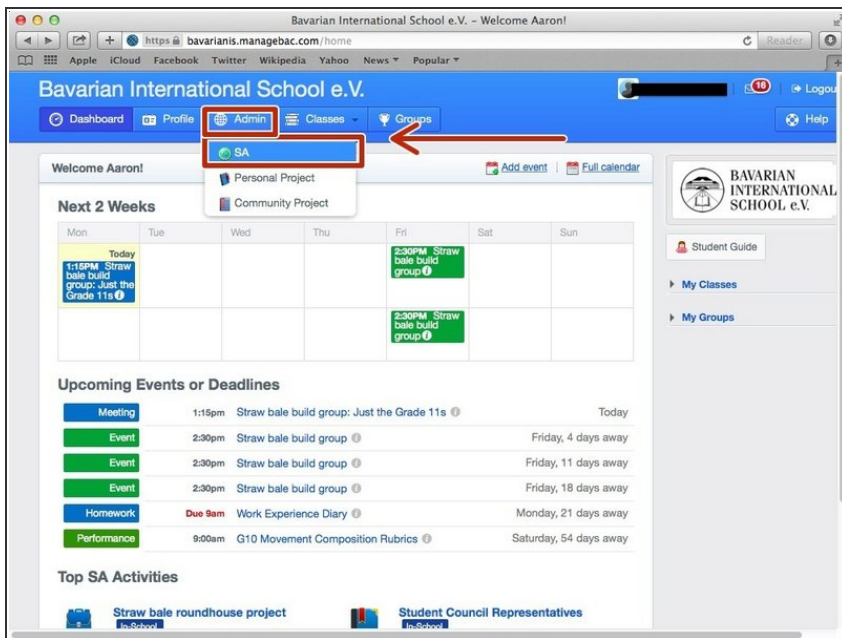 Bavarian International School e.V. – Welcome Aaron!
https bavarianis.managebac.com/home
Reader
Apple iCloud Facebook Twitter Wikipedia Yahoo News Popular
Bavarian International School e.V.
16
Logou
Dashboard Profile Admin Classes Groups Help
SA
Personal Project
Community Project
Welcome Aaron!
Add event Full calendar
Next 2 Weeks
Mon Tue Wed Thu Fri Sat Sun
Today
1:15PM Straw
bale build
group: Just the
Grade 11s
2:30PM Straw
bale build
group
2:30PM Straw
bale build
group
Upcoming Events or Deadlines
Meeting 1:15pm Straw bale build group: Just the Grade 11s Today
Event 2:30pm Straw bale build group Friday, 4 days away
Event 2:30pm Straw bale build group Friday, 11 days away
Event 2:30pm Straw bale build group Friday, 18 days away
Homework Due 9am Work Experience Diary Monday, 21 days away
Performance 9:00am G10 Movement Composition Rubrics Saturday, 54 days away
Top SA Activities
Straw bale roundhouse project
In-School
Student Council Representatives
In-School
BAVARIAN
INTERNATIONAL
SCHOOL e.V.
Student Guide
My Classes
My Groups